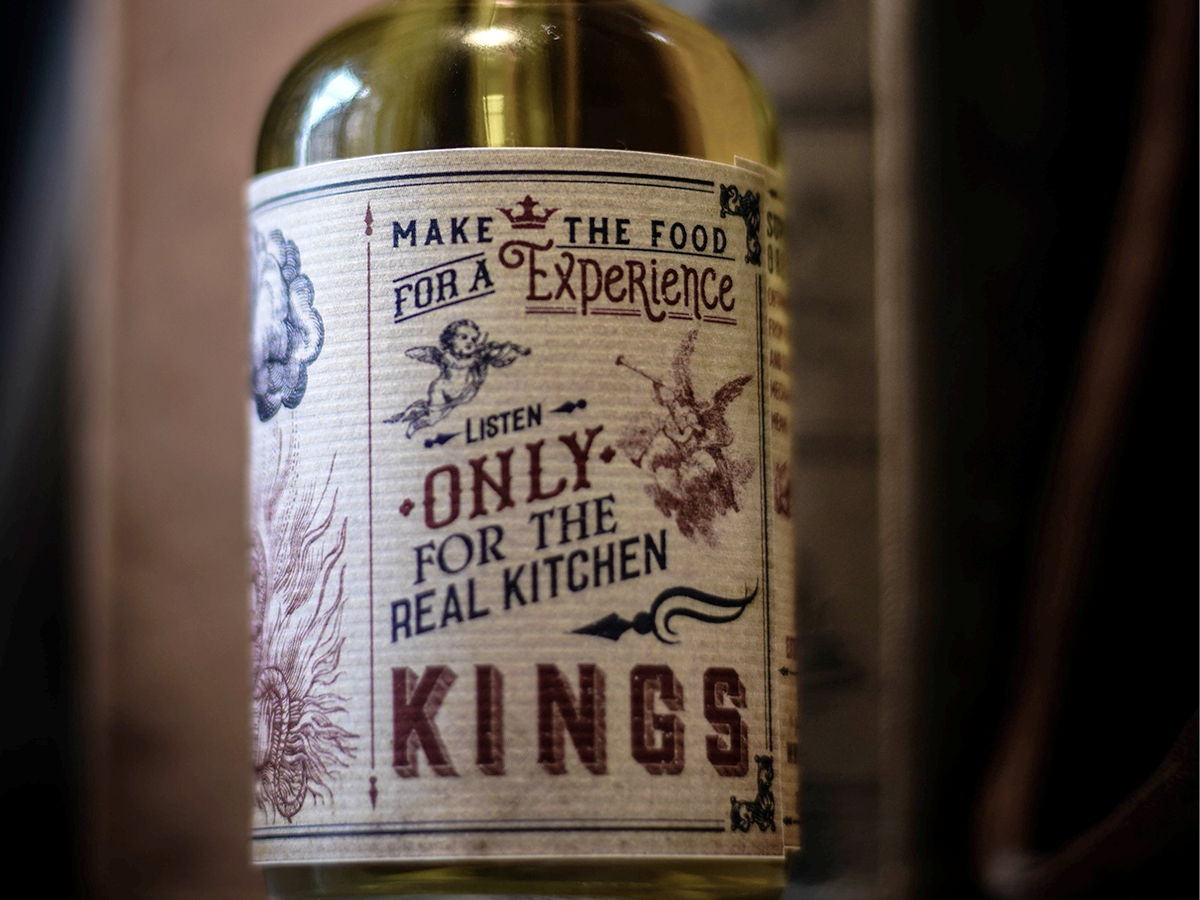 MAKE THE FOOD
FOR A Experience
LISTEN
ONLY
FOR THE
REAL KITCHEN
KINGS